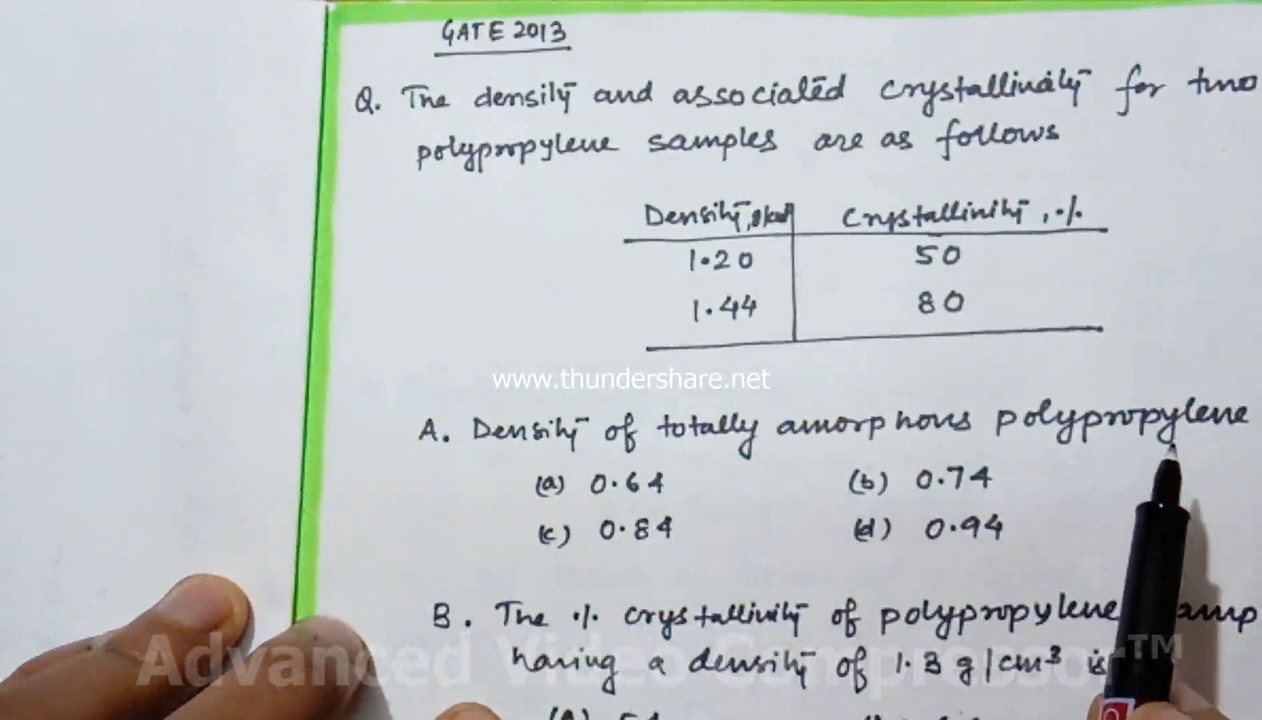 GATE 2013
Q. The density and associated crystallinity for two
polypropylene samples are as follows
Density, g/cm³ Crystallinity, %
1.20 50
1.44 80
www.thundershare.net
A. Density of totally amorphous polypropylene
(a) 0.64 (b) 0.74
(c) 0.84 (d) 0.94
B. The % crystallinity of polypropylene
having a density of 1.3 g/cm³ is
Advanced Video Compressor™